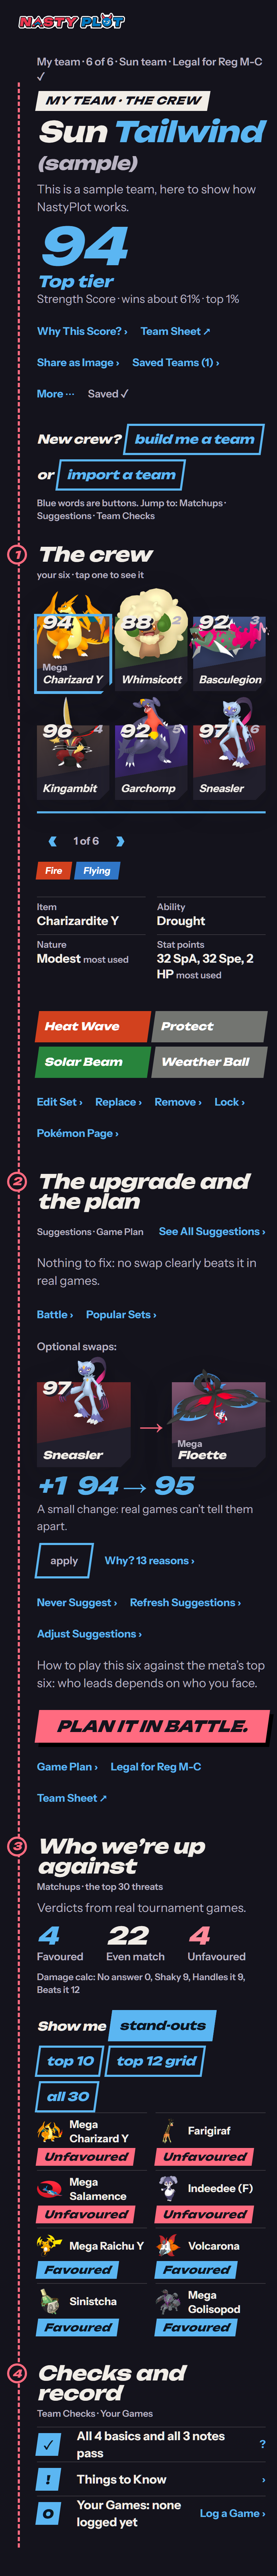 NASTY PLOT
My team · 6 of 6 · Sun team · Legal for Reg M-C
✓
MY TEAM · THE CREW
Sun Tailwind
(sample)
This is a sample team, here to show how
NastyPlot works.
94
Top tier
Strength Score · wins about 61% · top 1%
Why This Score? › Team Sheet ↗
Share as Image › Saved Teams (1) ›
More ··· Saved ✓
New crew? build me a team
or import a team
Blue words are buttons. Jump to: Matchups ·
Suggestions · Team Checks
1 The crew
your six · tap one to see it
94 88 2 92 3
Mega
Charizard Y Whimsicott Basculegion
96 4 92 5 97 6
Kingambit Garchomp Sneasler
❮ 1 of 6 ❯
Fire Flying
Item Ability
Charizardite Y Drought
Nature Stat points
Modest most used 32 SpA, 32 Spe, 2
HP most used
Heat Wave Protect
Solar Beam Weather Ball
Edit Set › Replace › Remove › Lock ›
Pokémon Page ›
2 The upgrade and
the plan
Suggestions · Game Plan See All Suggestions ›
Nothing to fix: no swap clearly beats it in
real games.
Battle › Popular Sets ›
Optional swaps:
97
→
Mega
Sneasler Floette
+1 94 → 95
A small change: real games can't tell them
apart.
apply Why? 13 reasons ›
Never Suggest › Refresh Suggestions ›
Adjust Suggestions ›
How to play this six against the meta's top
six: who leads depends on who you face.
PLAN IT IN BATTLE.
Game Plan › Legal for Reg M-C
Team Sheet ↗
3 Who we're up
against
Matchups · the top 30 threats
Verdicts from real tournament games.
4 22 4
Favoured Even match Unfavoured
Damage calc: No answer 0, Shaky 9, Handles it 9,
Beats it 12
Show me stand-outs
top 10 top 12 grid
all 30
Mega
Charizard Y Farigiraf
Unfavoured Unfavoured
Mega
Salamence Indeedee (F)
Unfavoured Unfavoured
Mega Raichu Y Volcarona
Favoured Favoured
Sinistcha Mega
Golisopod
Favoured Favoured
4 Checks and
record
Team Checks · Your Games
✓ All 4 basics and all 3 notes
pass ?
! Things to Know ›
0 Your Games: none
logged yet Log a Game ›